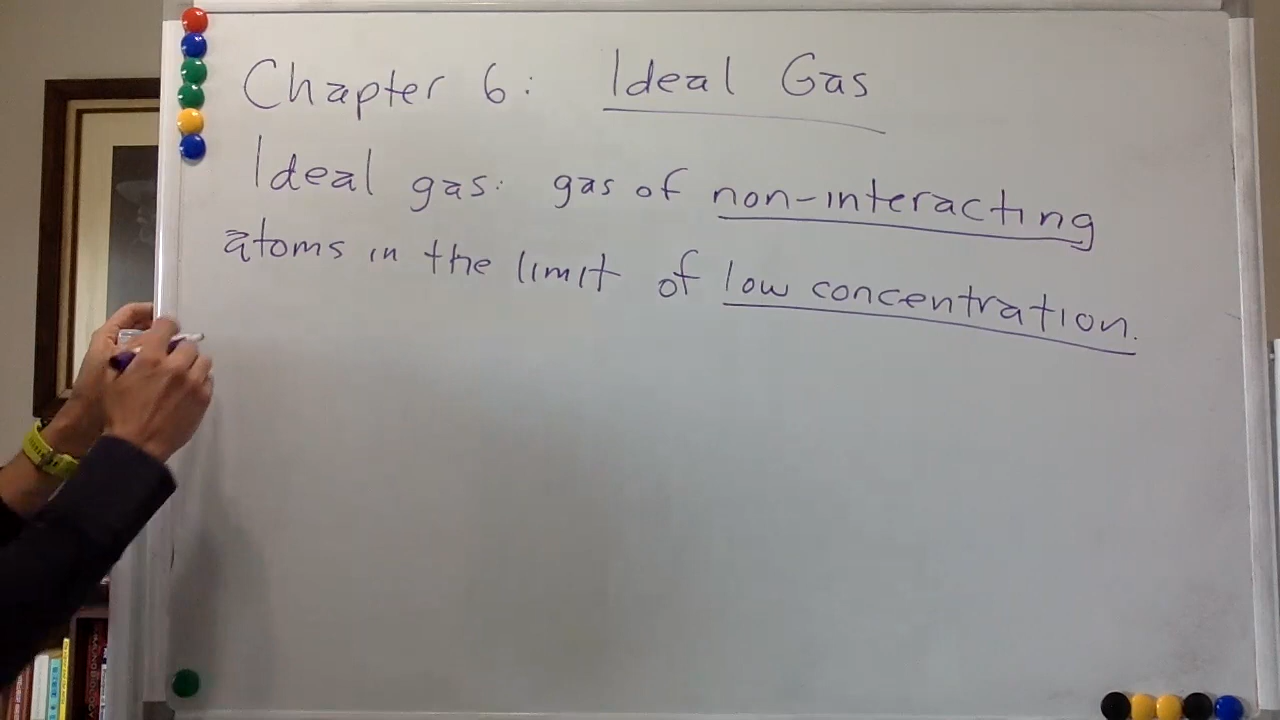 Chapter 6: Ideal Gas
Ideal gas: gas of non-interacting
atoms in the limit of low concentration.